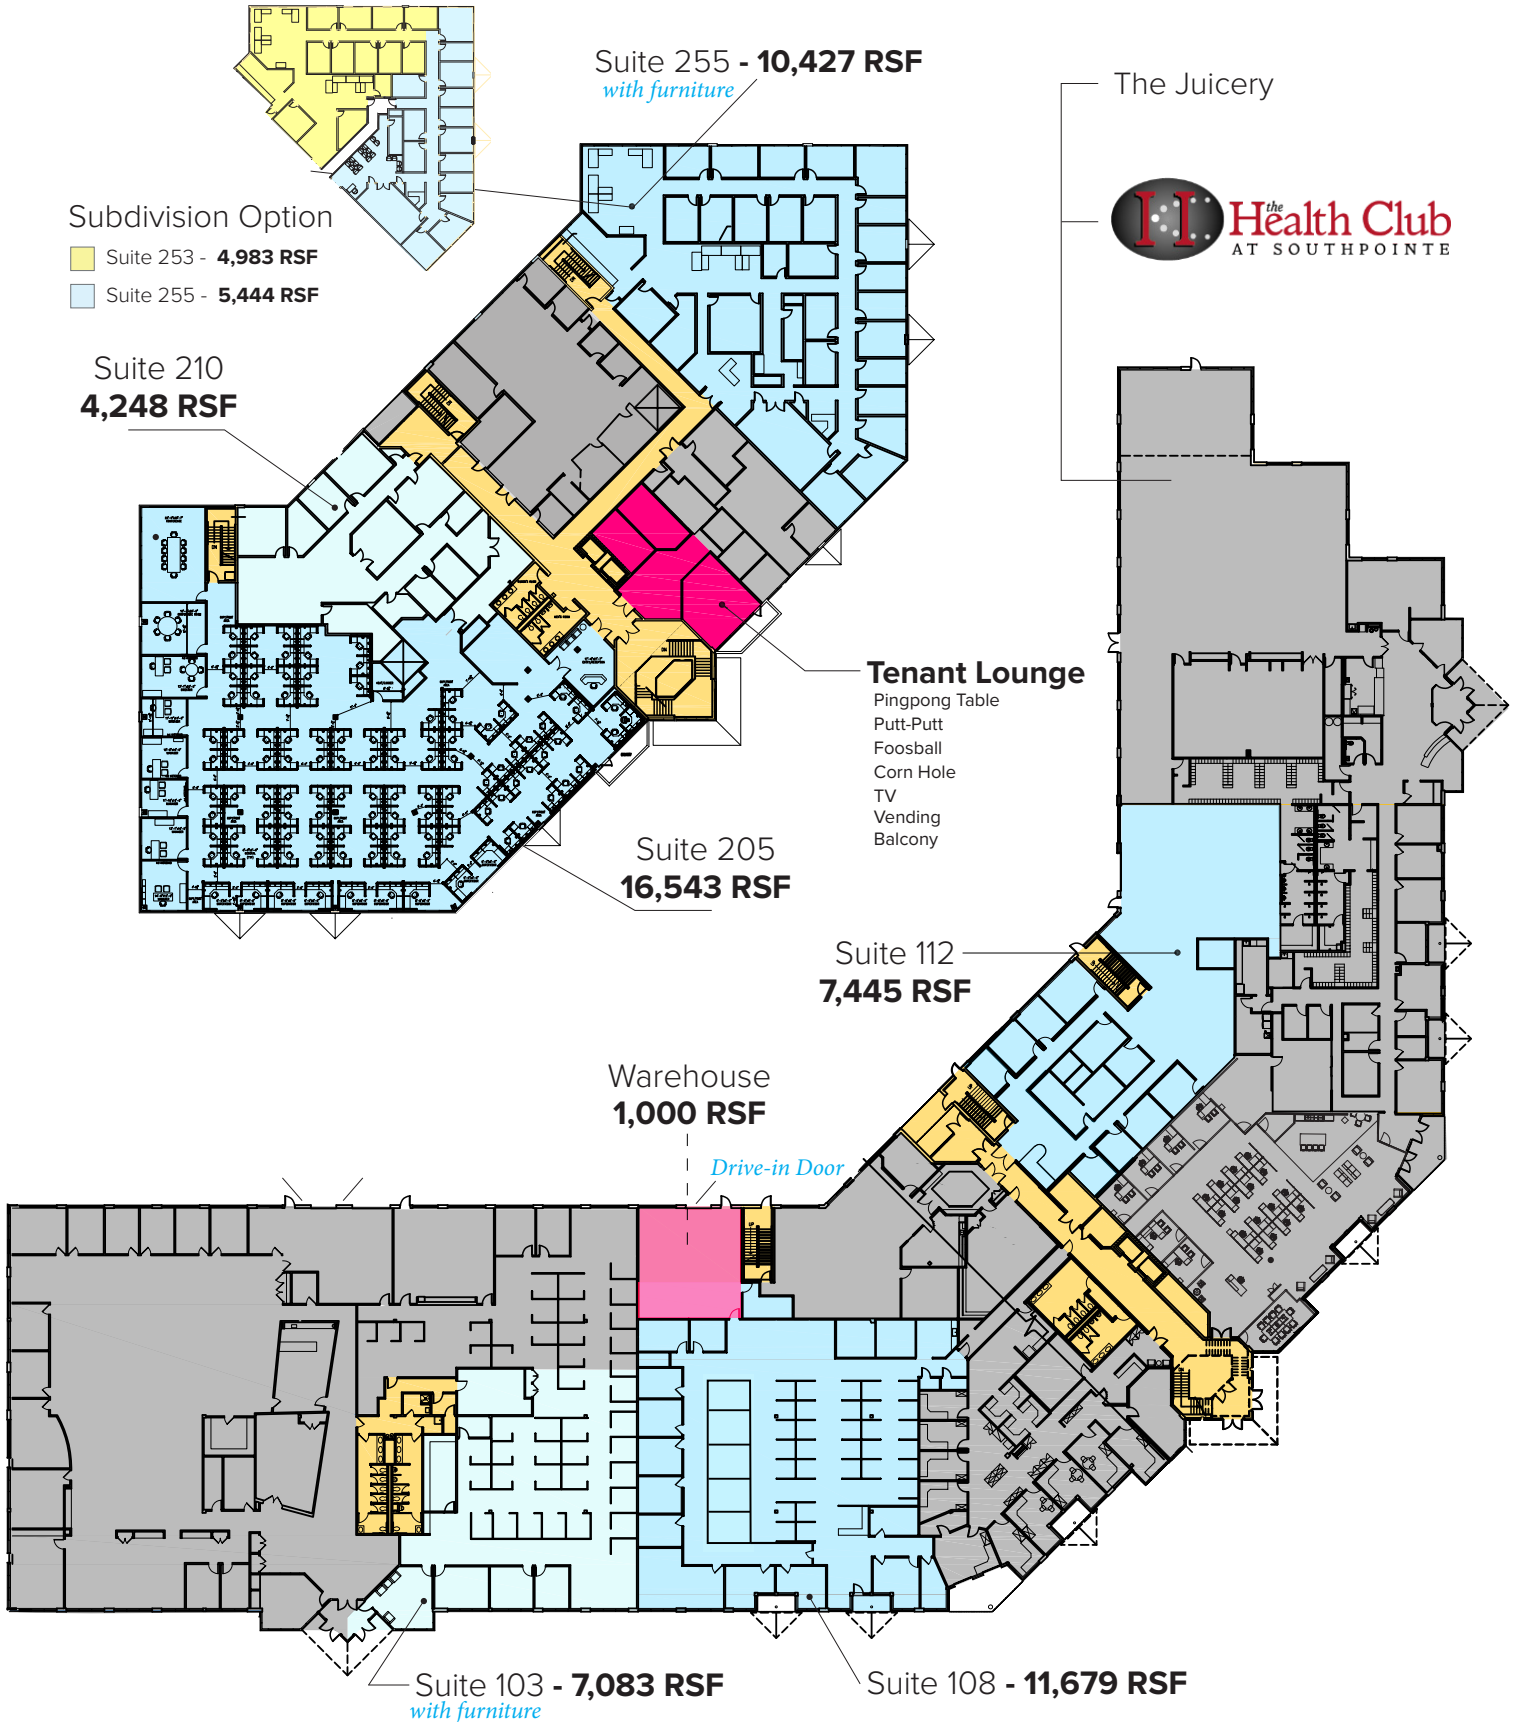 Suite 255 - 10,427 RSF
with furniture
The Juicery
the
Health Club
AT SOUTHPOINTE
Subdivision Option
Suite 253 - 4,983 RSF
Suite 255 - 5,444 RSF
Suite 210
4,248 RSF
Tenant Lounge
Pingpong Table
Putt-Putt
Foosball
Corn Hole
TV
Vending
Balcony
Suite 205
16,543 RSF
Suite 112
7,445 RSF
Warehouse
1,000 RSF
Drive-in Door
Suite 103 - 7,083 RSF
with furniture
Suite 108 - 11,679 RSF